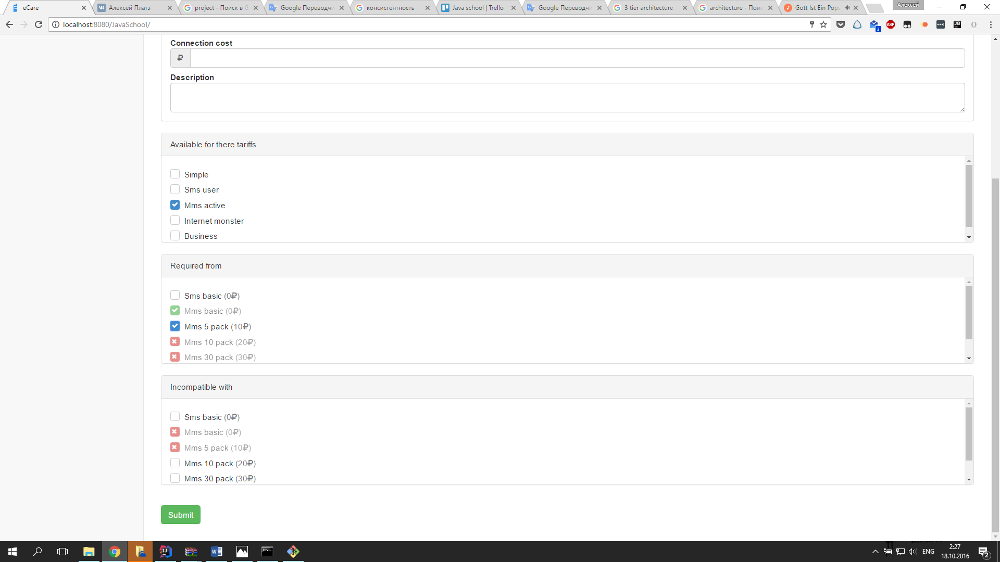 eCare
Алексей Платэ
project - Поиск в G
Google Переводчи
консистентность -
Java school | Trello
Google Переводчи
3 tier architecture -
architecture - Поис
Gott Ist Ein Pops
Алексей
localhost:8080/JavaSchool/
3
ABP
JB
Connection cost
₽
Description
Available for there tariffs
Simple
Sms user
Mms active
Internet monster
Business
Required from
Sms basic (0₽)
Mms basic (0₽)
Mms 5 pack (10₽)
Mms 10 pack (20₽)
Mms 30 pack (30₽)
Incompatible with
Sms basic (0₽)
Mms basic (0₽)
Mms 5 pack (10₽)
Mms 10 pack (20₽)
Mms 30 pack (30₽)
Submit
ENG
2:27
18.10.2016
2